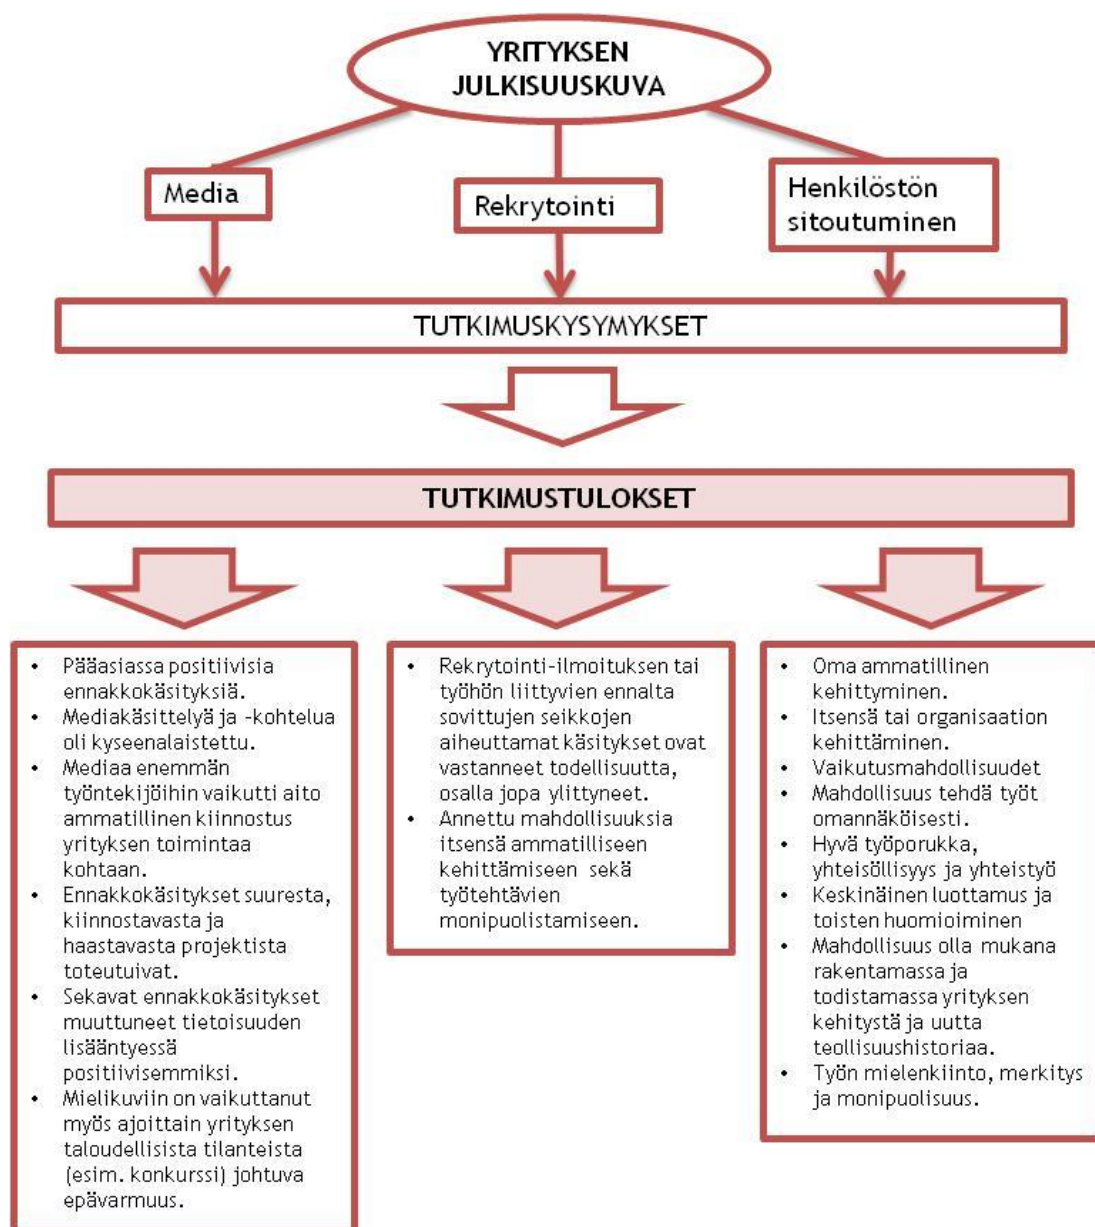 YRITYKSEN
JULKISUUSKUVA
Media
Rekrytointi
Henkilöstön
sitoutuminen
TUTKIMUSKYSYMYKSET
TUTKIMUSTULOKSET
• Pääasiassa positiivisia
ennakkokäsityksiä.
• Mediakäsittelyä ja -kohtelua
oli kyseenalaistettu.
• Mediaa enemmän
työntekijöihin vaikutti aito
ammatillinen kiinnostus
yrityksen toimintaa
kohtaan.
• Ennakkokäsitykset suuresta,
kiinnostavasta ja
haastavasta projektista
toteutuivat.
• Sekavat ennakkokäsitykset
muuttuneet tietoisuuden
lisääntyessä
positiivisemmiksi.
• Mielikuviin on vaikuttanut
myös ajoittain yrityksen
taloudellisista tilanteista
(esim. konkurssi) johtuva
epävarmuus.
• Rekrytointi-ilmoituksen tai
työhön liittyvien ennalta
sovittujen seikkojen
aiheuttamat käsitykset ovat
vastanneet todellisuutta,
osalla jopa ylittyneet.
• Annettu mahdollisuuksia
itsensä ammatilliseen
kehittämiseen sekä
työtehtävien
monipuolistamiseen.
• Oma ammatillinen
kehittyminen.
• Itsensä tai organisaation
kehittäminen.
• Vaikutusmahdollisuudet
• Mahdollisuus tehdä työt
omannäköisesti.
• Hyvä työporukka,
yhteisöllisyys ja yhteistyö
• Keskinäinen luottamus ja
toisten huomioiminen
• Mahdollisuus olla mukana
rakentamassa ja
todistamassa yrityksen
kehitystä ja uutta
teollisuushistoriaa.
• Työn mielenkiinto, merkitys
ja monipuolisuus.